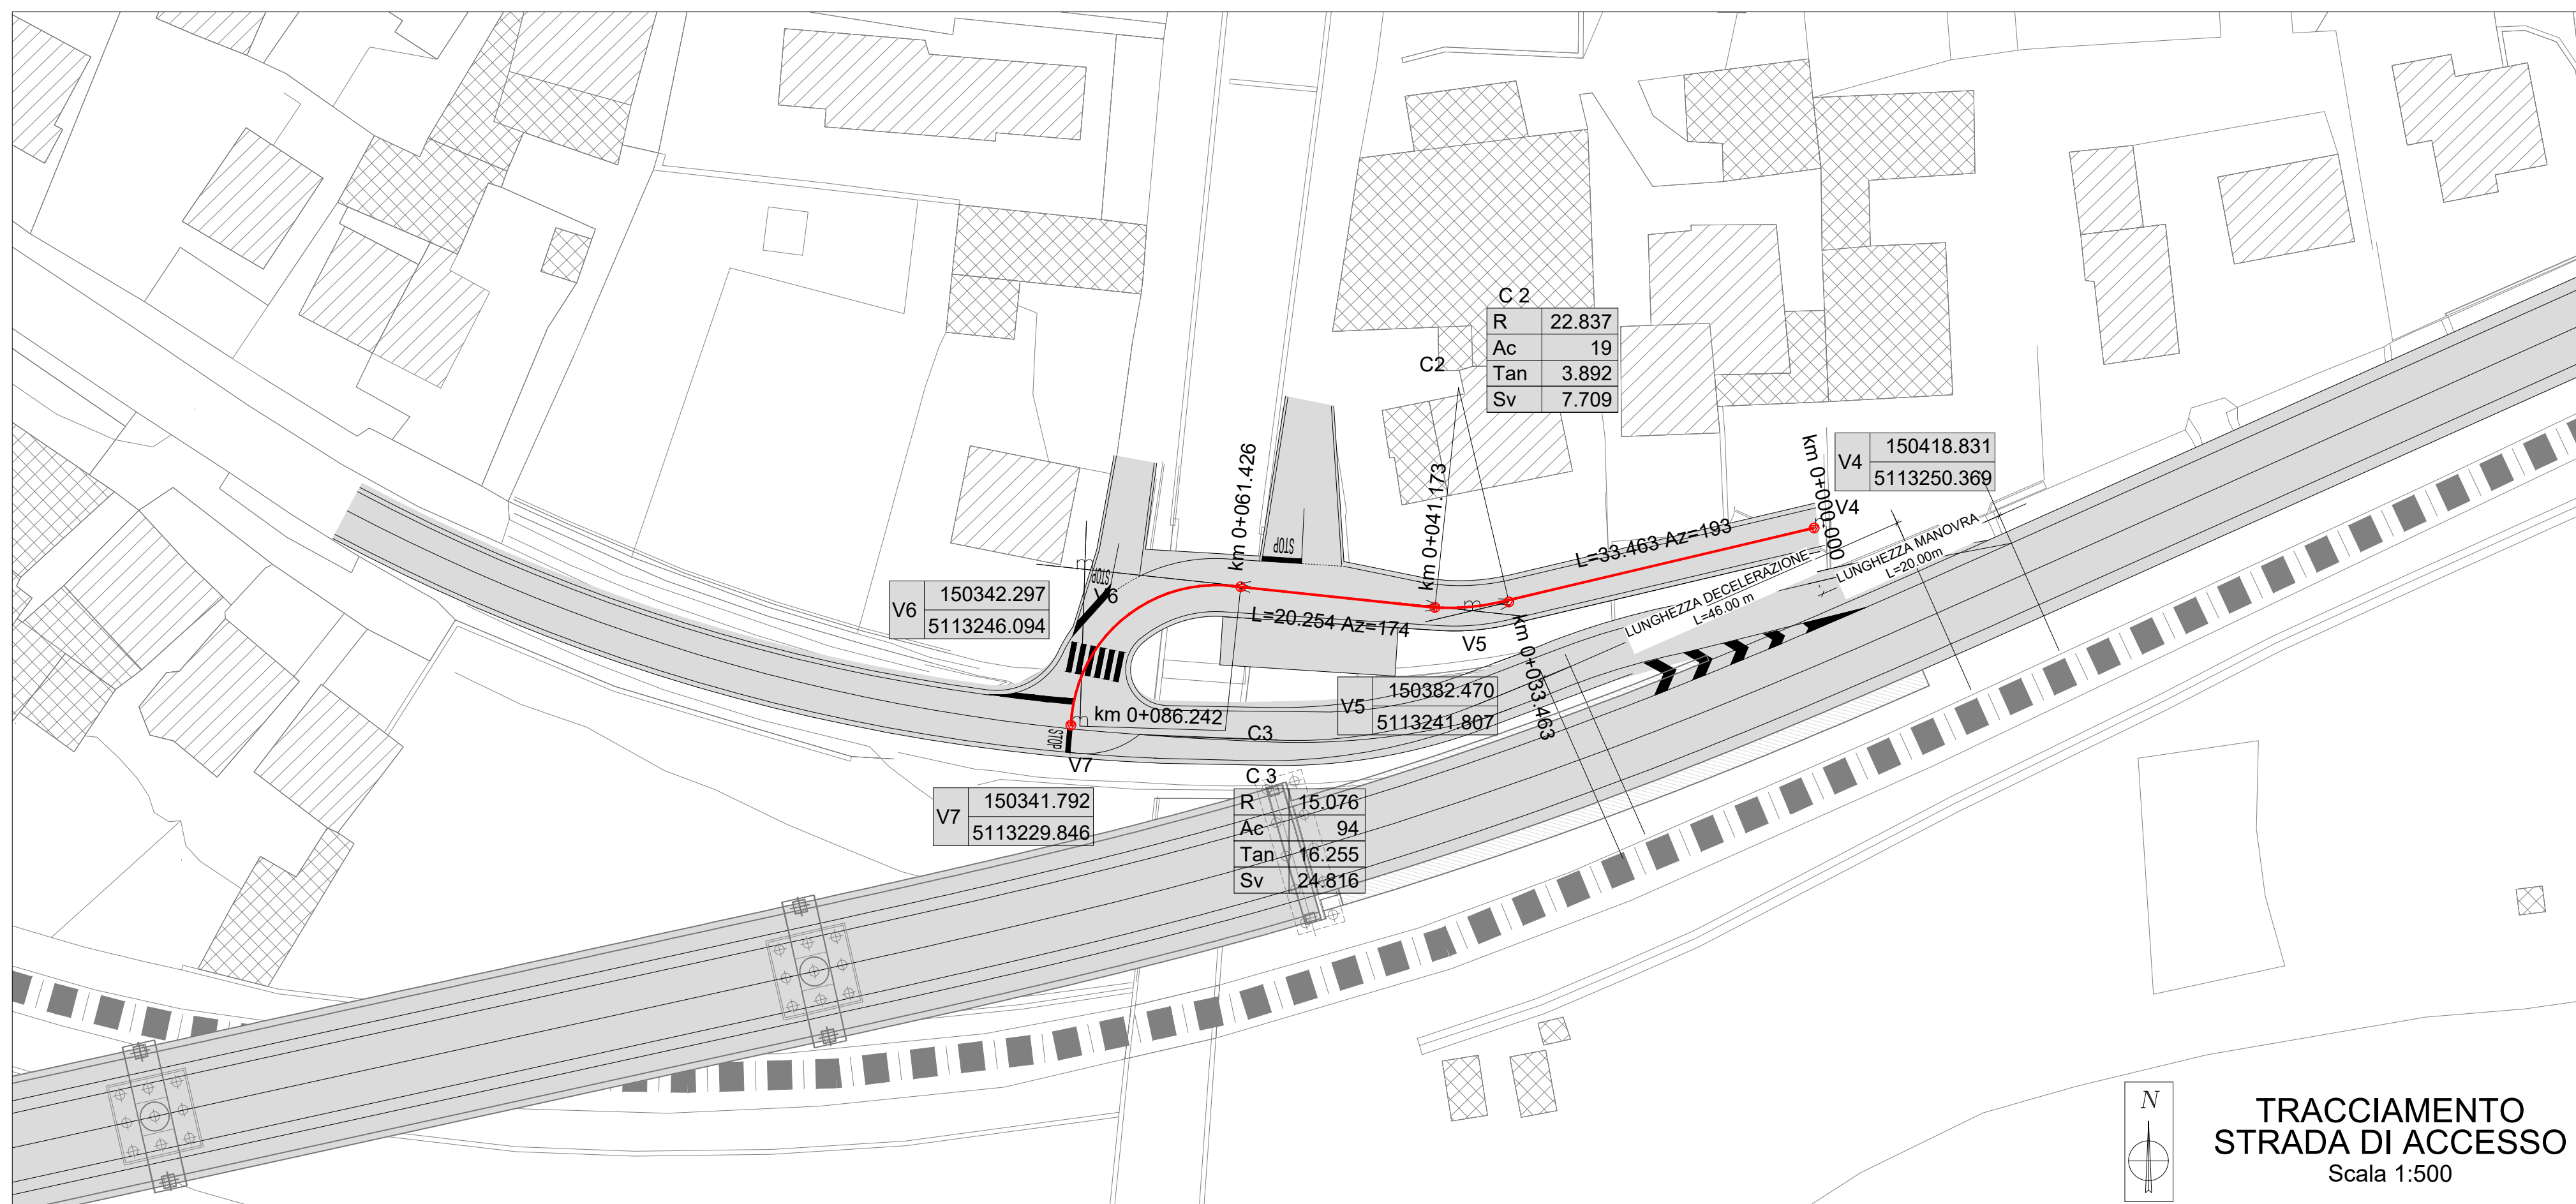 C 2
R 22.837
Ac 19
Tan 3.892
Sv 7.709
C2
km 0+061.426
km 0+041.173
km 0+000.000
V4 150418.831
5113250.369
V4
L=33.463 Az=193
LUNGHEZZA MANOVRA
L=20.00m
LUNGHEZZA DECELERAZIONE
L=46.00 m
STOP
STOP
V6
V6 150342.297
5113246.094
L=20.254 Az=174
V5
km 0+033.463
V5 150382.470
5113241.807
km 0+086.242
C3
STOP
V7
V7 150341.792
5113229.846
C 3
R 15.076
Ac 94
Tan 16.255
Sv 24.816
N
TRACCIAMENTO
STRADA DI ACCESSO
Scala 1:500